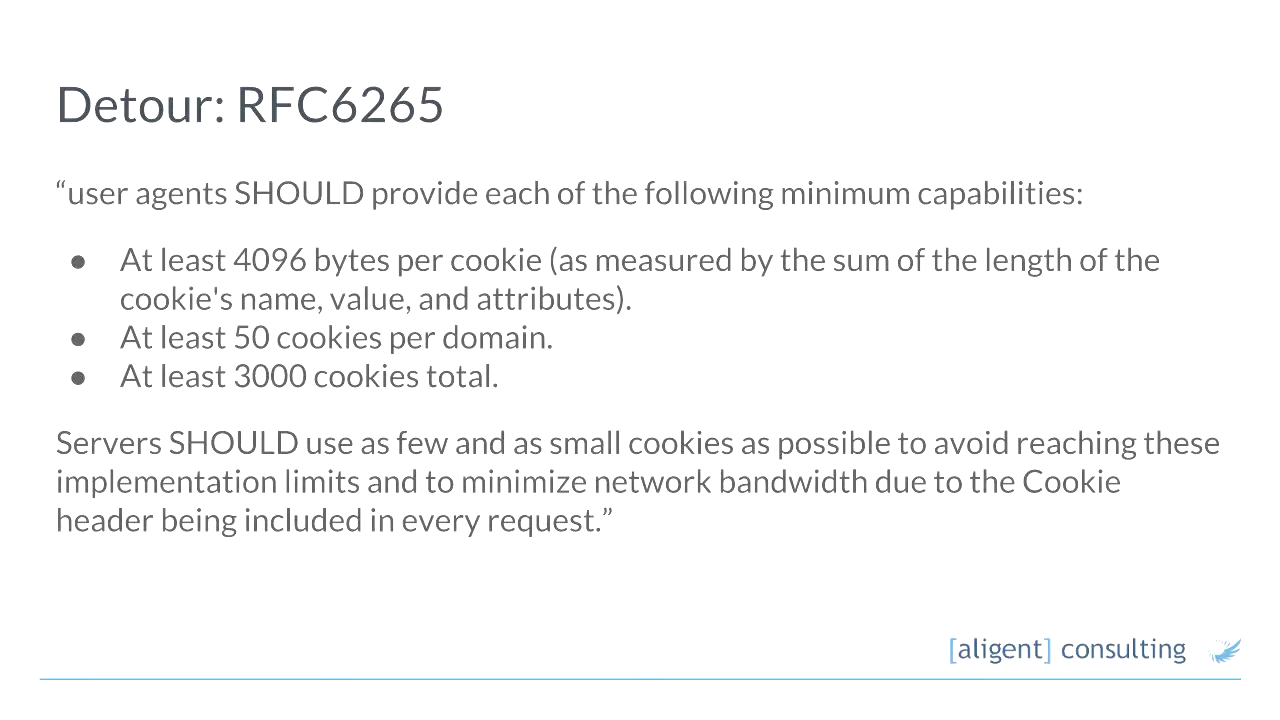 Detour: RFC6265
“user agents SHOULD provide each of the following minimum capabilities:
● At least 4096 bytes per cookie (as measured by the sum of the length of the
cookie's name, value, and attributes).
● At least 50 cookies per domain.
● At least 3000 cookies total.
Servers SHOULD use as few and as small cookies as possible to avoid reaching these
implementation limits and to minimize network bandwidth due to the Cookie
header being included in every request.”
[aligent] consulting